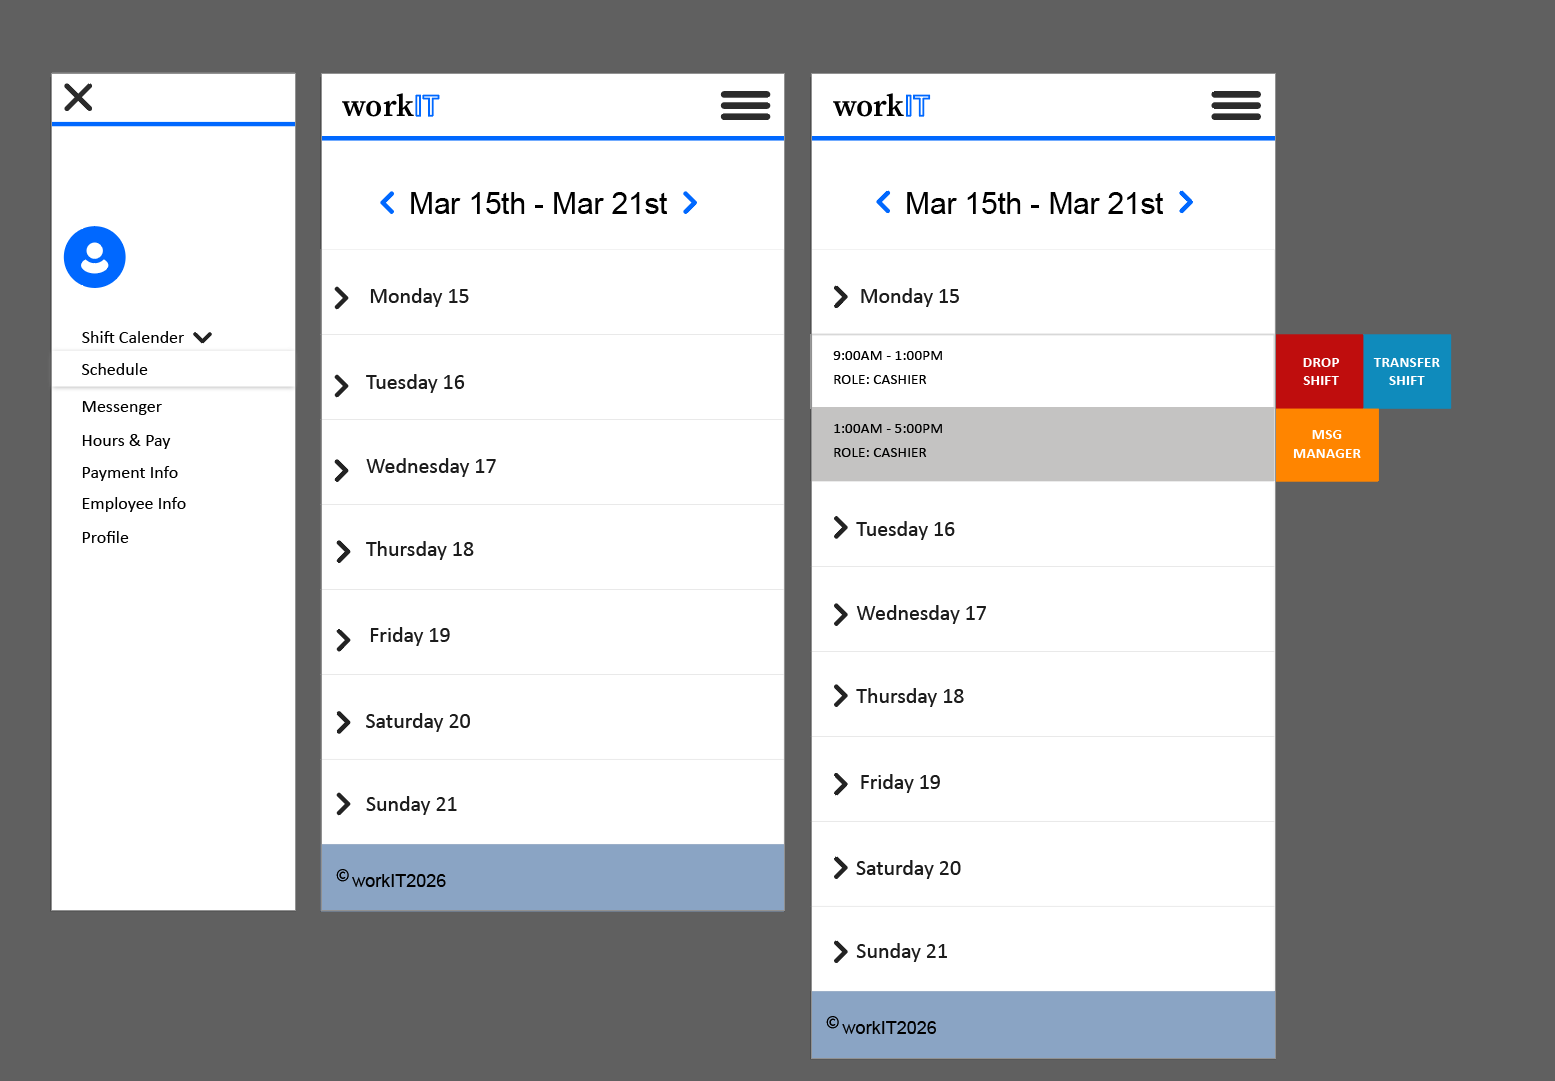 Shift Calender
Schedule
Messenger
Hours & Pay
Payment Info
Employee Info
Profile
workIT
Mar 15th - Mar 21st
Monday 15
Tuesday 16
Wednesday 17
Thursday 18
Friday 19
Saturday 20
Sunday 21
© workIT2026
workIT
Mar 15th - Mar 21st
Monday 15
9:00AM - 1:00PM
ROLE: CASHIER
DROP
SHIFT
TRANSFER
SHIFT
1:00AM - 5:00PM
ROLE: CASHIER
MSG
MANAGER
Tuesday 16
Wednesday 17
Thursday 18
Friday 19
Saturday 20
Sunday 21
© workIT2026